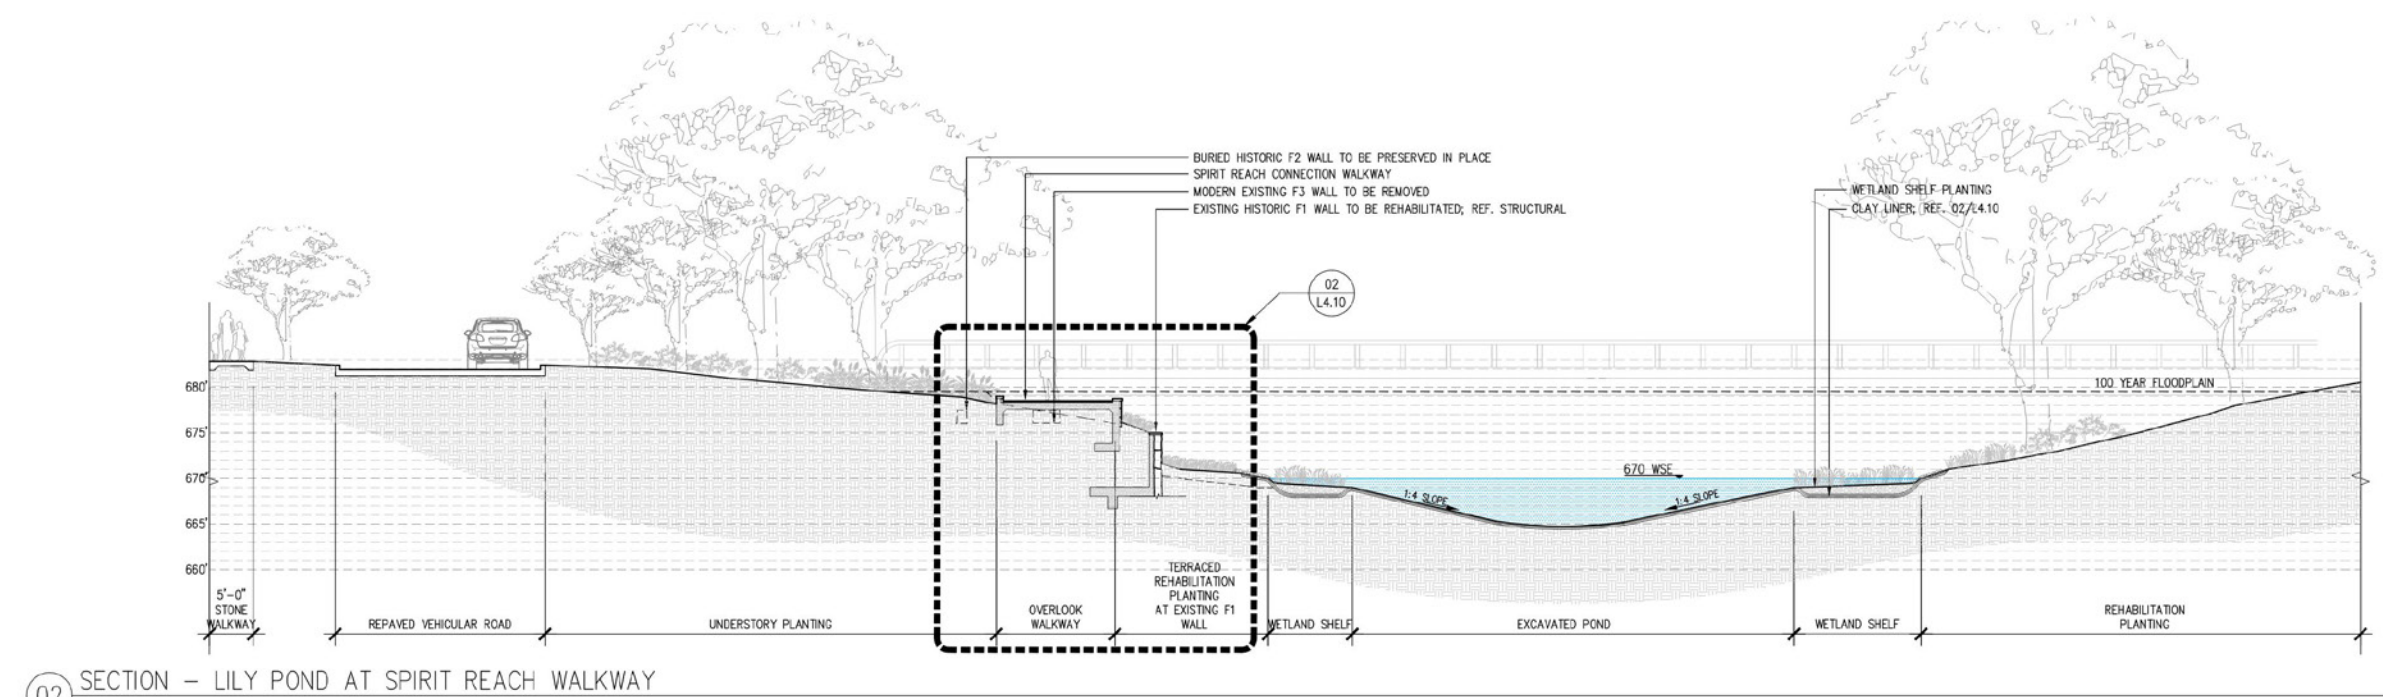 BURIED HISTORIC F2 WALL TO BE PRESERVED IN PLACE
SPIRIT REACH CONNECTION WALKWAY
MODERN EXISTING F3 WALL TO BE REMOVED
EXISTING HISTORIC F1 WALL TO BE REHABILITATED; REF. STRUCTURAL
WETLAND SHELF PLANTING
CLAY LINER; REF. 02/L4.10
02
L4.10
100 YEAR FLOODPLAIN
680'
675'
670'
665'
660'
670 WSE
1:4 SLOPE
1:4 SLOPE
5'-0"
STONE
WALKWAY
REPAVED VEHICULAR ROAD
UNDERSTORY PLANTING
OVERLOOK
WALKWAY
TERRACED
REHABILITATION
PLANTING
AT EXISTING F1
WALL
WETLAND SHELF
EXCAVATED POND
WETLAND SHELF
REHABILITATION
PLANTING
02
SECTION - LILY POND AT SPIRIT REACH WALKWAY